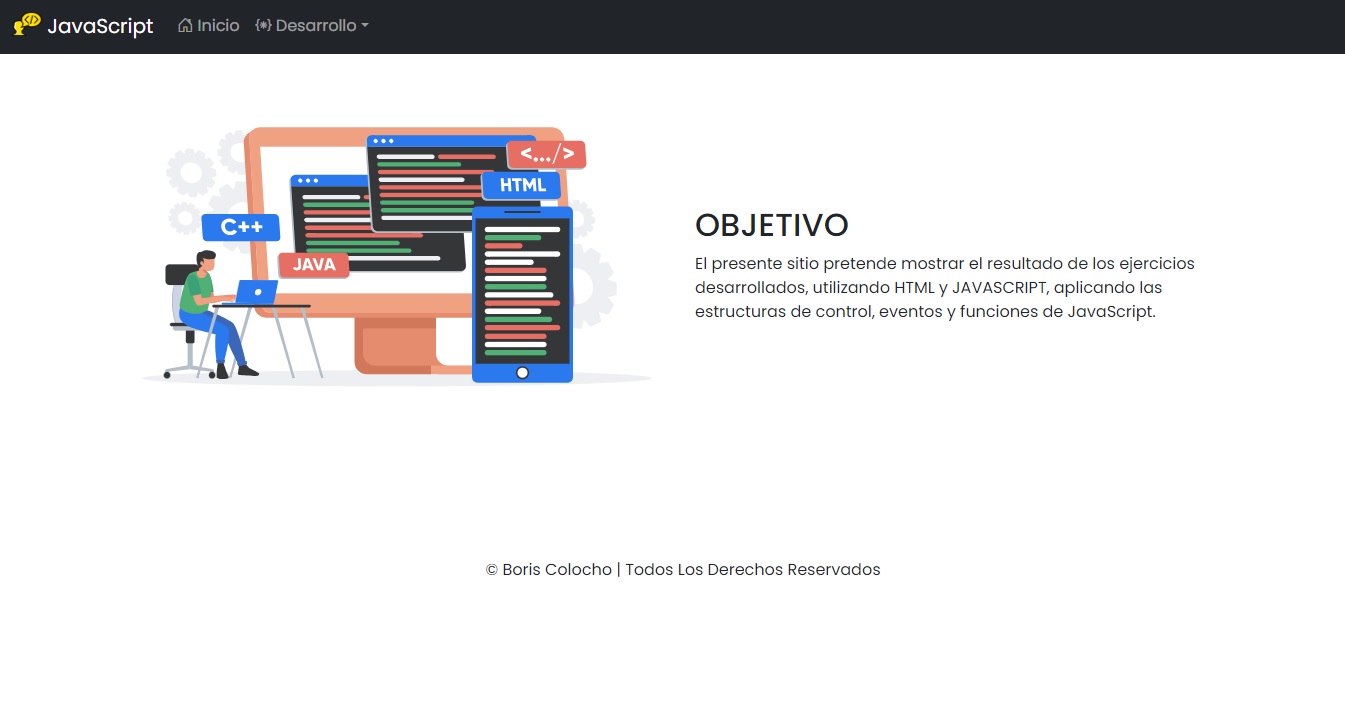 JavaScript Inicio Desarrollo
<.../>
HTML
C++
JAVA
OBJETIVO
El presente sitio pretende mostrar el resultado de los ejercicios
desarrollados, utilizando HTML y JAVASCRIPT, aplicando las
estructuras de control, eventos y funciones de JavaScript.
© Boris Colocho | Todos Los Derechos Reservados